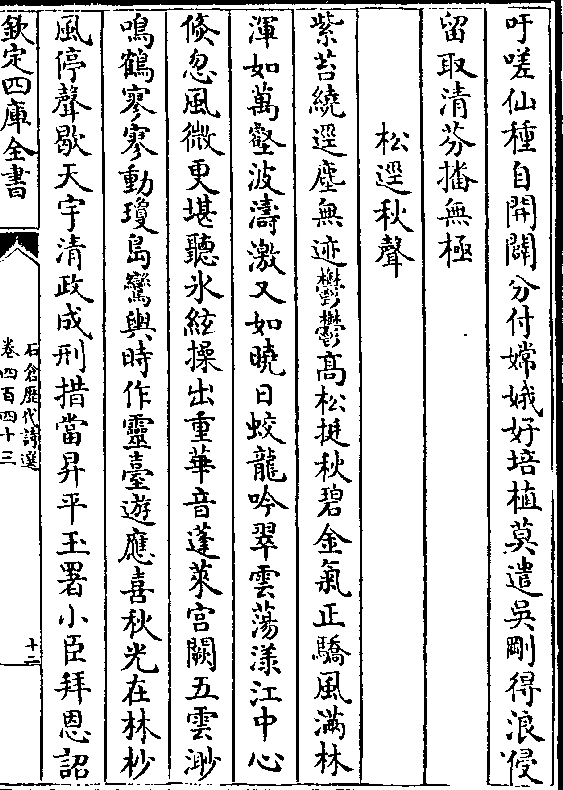 吁嗟仙種自開闢分付嫦娥好培植莫遣吳剛得浪侵
留取清芬播無極
松逕秋聲
紫苔繞逕塵無迹鬱鬱高松挺秋碧金氣正驕風滿林
渾如萬壑波濤激又如曉日蛟龍吟翠雲蕩漾江中心
倐忽風微更堪聽氷絃操出重華音蓬萊宫闕五雲渺
鳴鶴寥寥動瓊島鸞輿時作靈臺遊應喜秋光在林杪
風停聲歇天宇清政成刑措當昇平玉署小臣拜恩詔
欽定四庫全書
石倉歷代詩選
卷四百四十三
十二